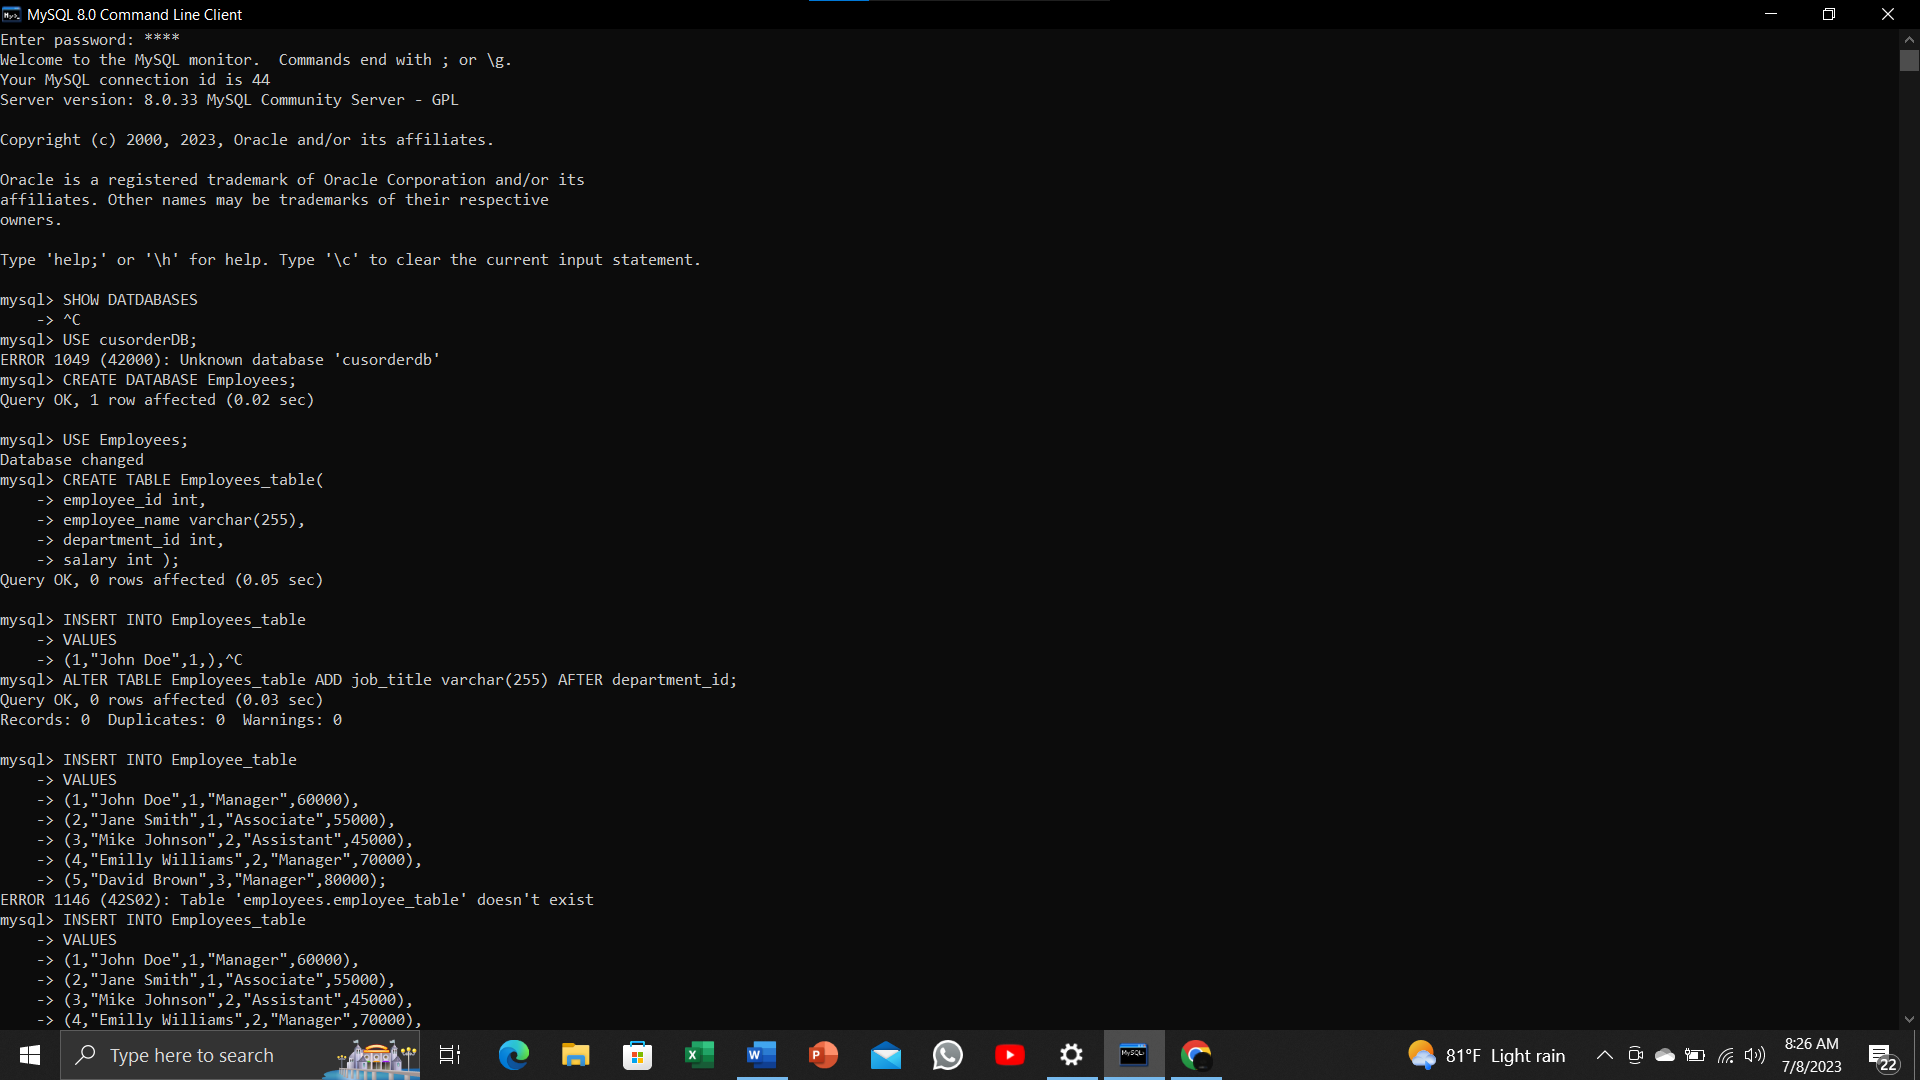 MySQL 8.0 Command Line Client
Enter password: ****
Welcome to the MySQL monitor.  Commands end with ; or \g.
Your MySQL connection id is 44
Server version: 8.0.33 MySQL Community Server - GPL
Copyright (c) 2000, 2023, Oracle and/or its affiliates.
Oracle is a registered trademark of Oracle Corporation and/or its
affiliates. Other names may be trademarks of their respective
owners.
Type 'help;' or '\h' for help. Type '\c' to clear the current input statement.
mysql> SHOW DATDABASES
    -> ^C
mysql> USE cusorderDB;
ERROR 1049 (42000): Unknown database 'cusorderdb'
mysql> CREATE DATABASE Employees;
Query OK, 1 row affected (0.02 sec)
mysql> USE Employees;
Database changed
mysql> CREATE TABLE Employees_table(
    -> employee_id int,
    -> employee_name varchar(255),
    -> department_id int,
    -> salary int );
Query OK, 0 rows affected (0.05 sec)
mysql> INSERT INTO Employees_table
    -> VALUES
    -> (1,"John Doe",1,),^C
mysql> ALTER TABLE Employees_table ADD job_title varchar(255) AFTER department_id;
Query OK, 0 rows affected (0.03 sec)
Records: 0  Duplicates: 0  Warnings: 0
mysql> INSERT INTO Employee_table
    -> VALUES
    -> (1,"John Doe",1,"Manager",60000),
    -> (2,"Jane Smith",1,"Associate",55000),
    -> (3,"Mike Johnson",2,"Assistant",45000),
    -> (4,"Emilly Williams",2,"Manager",70000),
    -> (5,"David Brown",3,"Manager",80000);
ERROR 1146 (42S02): Table 'employees.employee_table' doesn't exist
mysql> INSERT INTO Employees_table
    -> VALUES
    -> (1,"John Doe",1,"Manager",60000),
    -> (2,"Jane Smith",1,"Associate",55000),
    -> (3,"Mike Johnson",2,"Assistant",45000),
    -> (4,"Emilly Williams",2,"Manager",70000),
Type here to search
81°F Light rain
8:26 AM
7/8/2023
22